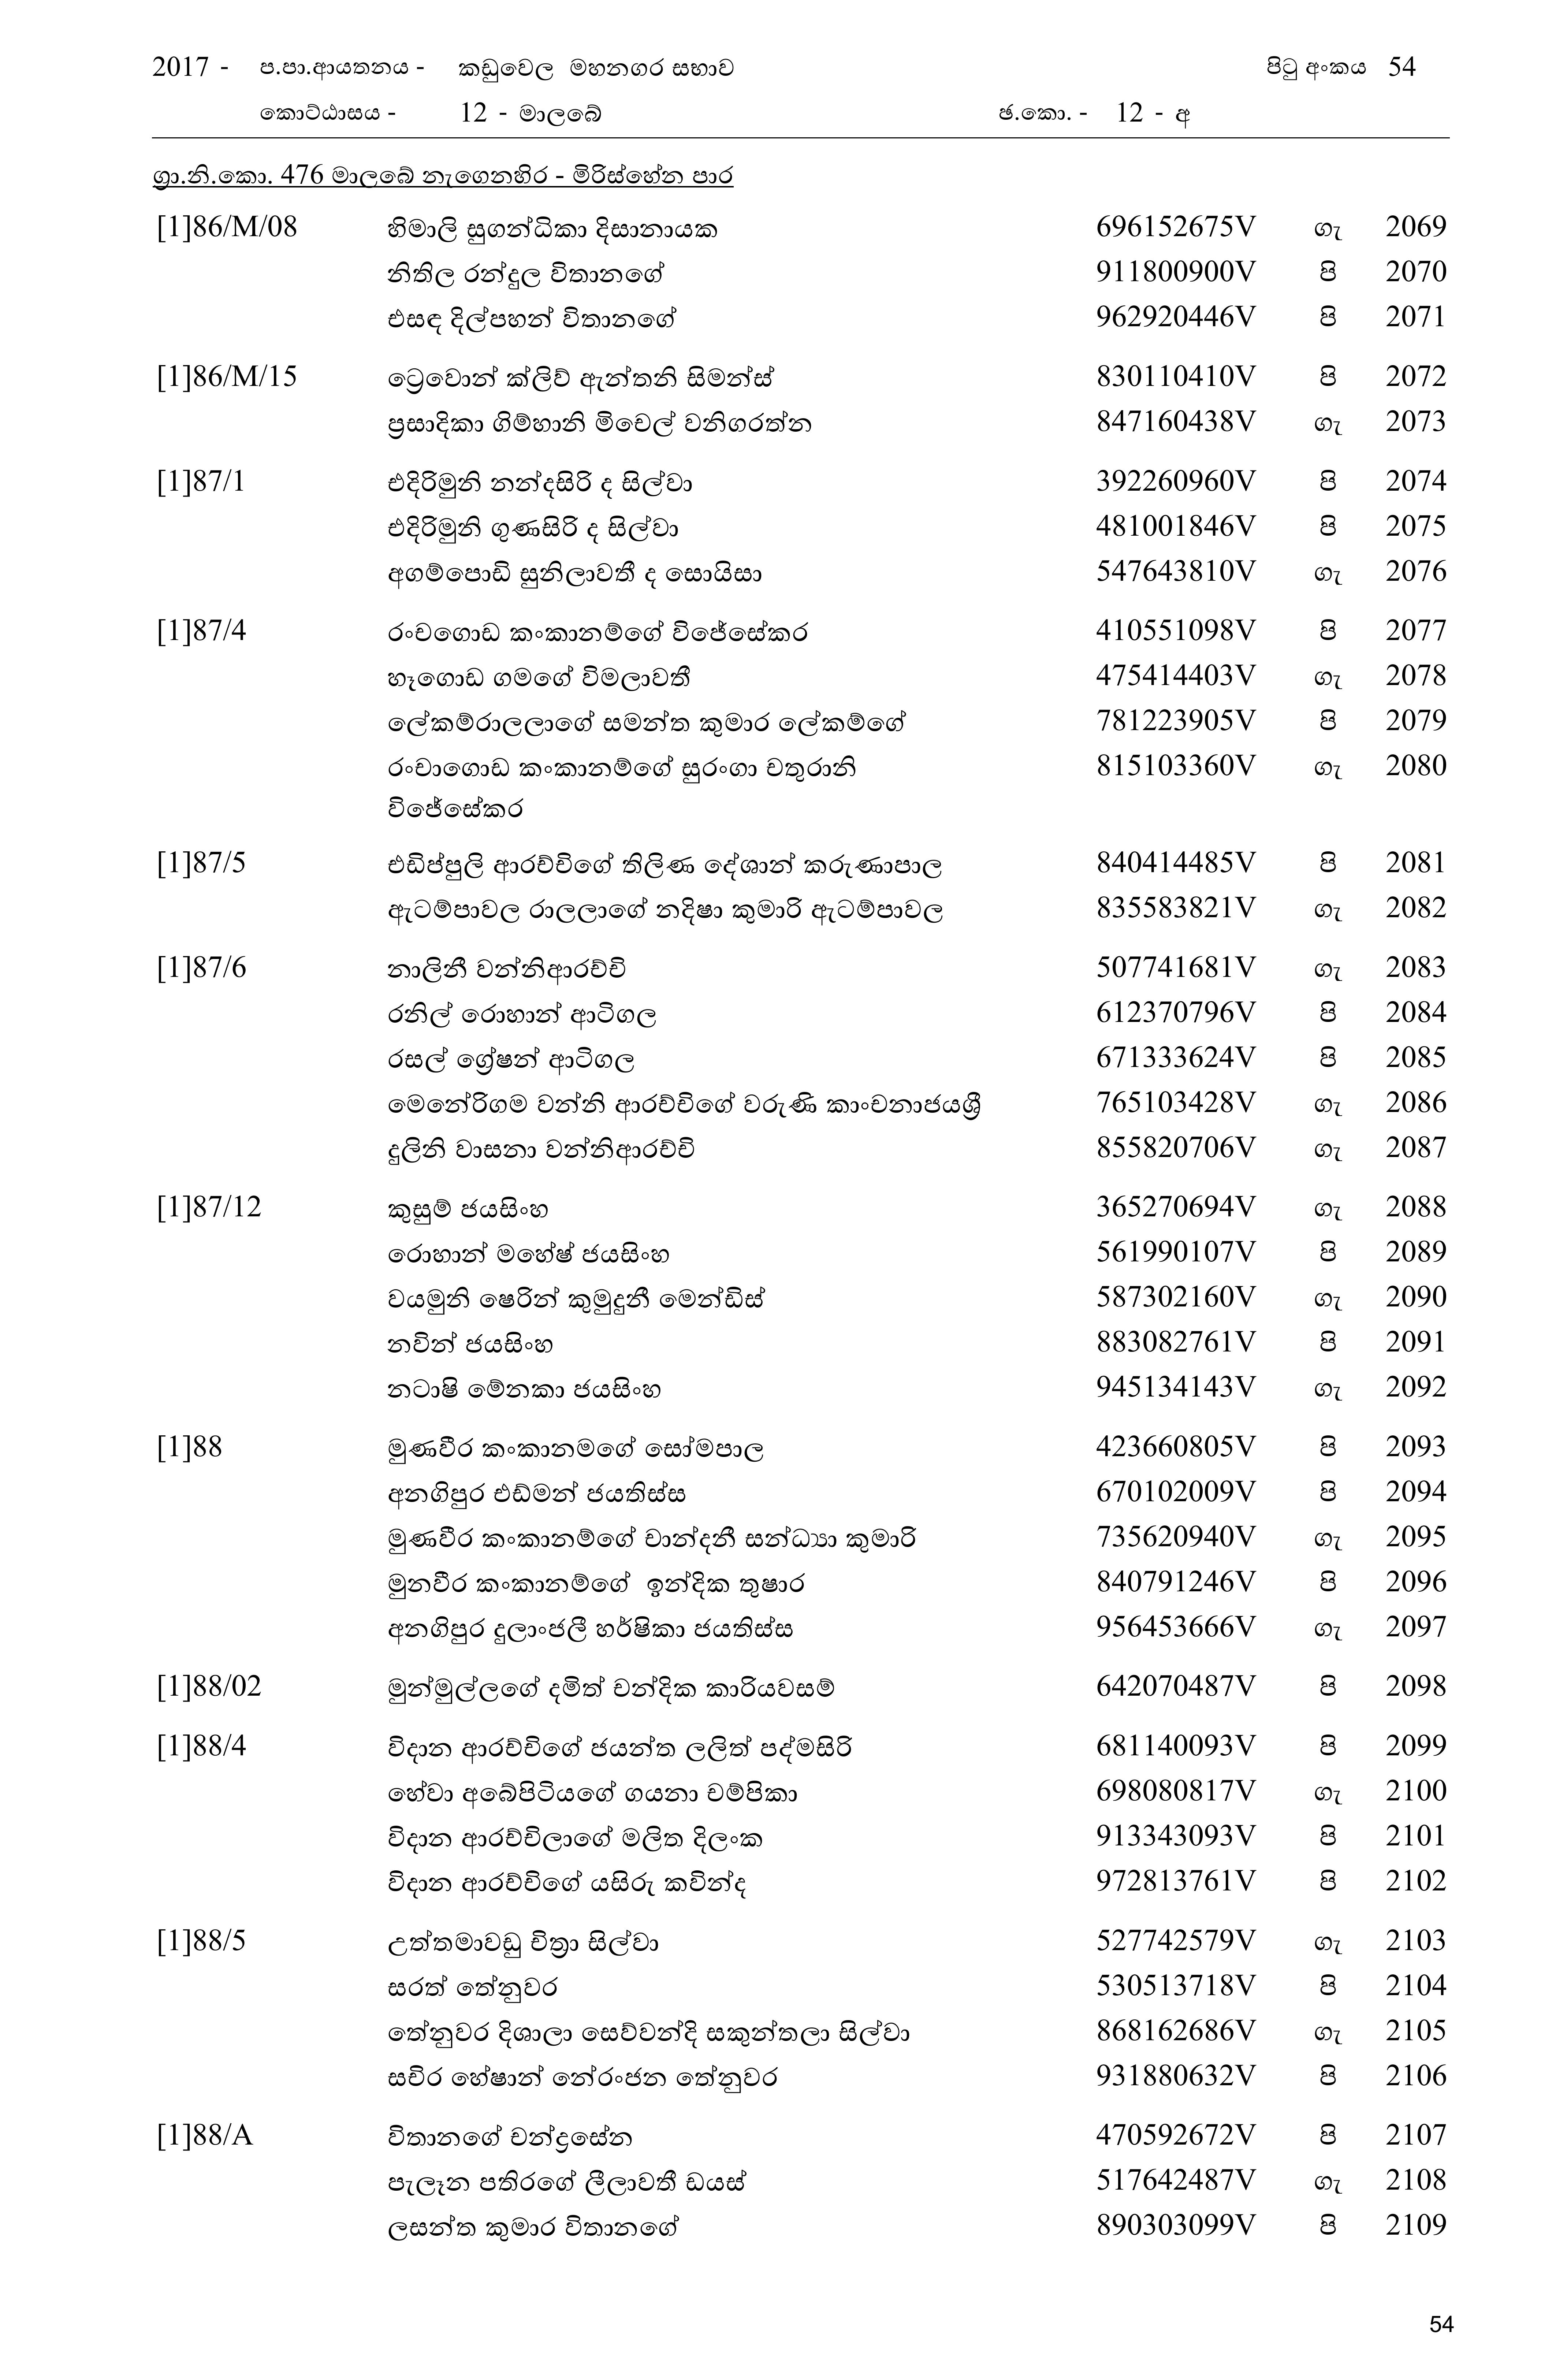 2017 - ප.පා.ආයතනය - කඩුවෙල මහනගර සභාව පිටු අංකය 54
කොට්ඨාසය - 12 - මාලබේ ඡ.කො. - 12 - අ
ග්‍රා.නි.කො. 476 මාලබේ නැගෙනහිර - මිරිස්හේන පාර
[1]86/M/08 හිමාලි සුගන්ධිකා දිසානායක 696152675V ගැ 2069
නිතිල රන්දුල විතානගේ 911800900V පි 2070
එසඳ දිල්පහන් විතානගේ 962920446V පි 2071
[1]86/M/15 ට්‍රෙවොන් ක්ලිව් ඇන්තනි සිමන්ස් 830110410V පි 2072
ප්‍රසාදිකා ගිම්හානි මිචෙල් වනිගරත්න 847160438V ගැ 2073
[1]87/1 එදිරිමුනි නන්දසිරි ද සිල්වා 392260960V පි 2074
එදිරිමුනි ගුණසිරි ද සිල්වා 481001846V පි 2075
අගම්පොඩි සුනිලාවතී ද සොයිසා 547643810V ගැ 2076
[1]87/4 රංචගොඩ කංකානම්ගේ විජේසේකර 410551098V පි 2077
හෑගොඩ ගමගේ විමලාවතී 475414403V ගැ 2078
ලේකම්රාලලාගේ සමන්ත කුමාර ලේකම්ගේ 781223905V පි 2079
රංචාගොඩ කංකානම්ගේ සුරංගා චතුරානි 815103360V ගැ 2080
විජේසේකර
[1]87/5 එඩිප්පුලි ආරච්චිගේ තිලිණ දේශාන් කරුණාපාල 840414485V පි 2081
ඇටම්පාවල රාලලාගේ නදිෂා කුමාරි ඇටම්පාවල 835583821V ගැ 2082
[1]87/6 නාලිනී වන්නිආරච්චි 507741681V ගැ 2083
රනිල් රොහාන් ආටිගල 612370796V පි 2084
රසල් ග්‍රේෂන් ආටිගල 671333624V පි 2085
මෙනේරිගම වන්නි ආරච්චිගේ වරුණි කාංචනාජයශ්‍රී 765103428V ගැ 2086
දුලිනි වාසනා වන්නිආරච්චි 855820706V ගැ 2087
[1]87/12 කුසුම් ජයසිංහ 365270694V ගැ 2088
රොහාන් මහේෂ් ජයසිංහ 561990107V පි 2089
වයමුනි ෂෙරින් කුමුදුනී මෙන්ඩිස් 587302160V ගැ 2090
නවින් ජයසිංහ 883082761V පි 2091
නටාෂි මේනකා ජයසිංහ 945134143V ගැ 2092
[1]88 මුණවීර කංකානමගේ සෝමපාල 423660805V පි 2093
අනගිපුර එඩ්මන් ජයතිස්ස 670102009V පි 2094
මුණවීර කංකානම්ගේ චාන්දනී සන්ධ්‍යා කුමාරි 735620940V ගැ 2095
මුනවීර කංකානම්ගේ ඉන්දික තුෂාර 840791246V පි 2096
අනගිපුර දුලාංජලී හර්ෂිකා ජයතිස්ස 956453666V ගැ 2097
[1]88/02 මුන්මුල්ලගේ දමිත් චන්දික කාරියවසම් 642070487V පි 2098
[1]88/4 විදාන ආරච්චිගේ ජයන්ත ලලිත් පද්මසිරි 681140093V පි 2099
හේවා අබේපිටියගේ ගයනා චම්පිකා 698080817V ගැ 2100
විදාන ආරච්චිලාගේ මලිත දිලංක 913343093V පි 2101
විදාන ආරච්චිගේ යසිරු කවින්ද 972813761V පි 2102
[1]88/5 උත්තමාවඩු චිත්‍රා සිල්වා 527742579V ගැ 2103
සරත් තේනුවර 530513718V පි 2104
තේනුවර දිශාලා සෙව්වන්දි සකුන්තලා සිල්වා 868162686V ගැ 2105
සචිර හේෂාන් නේරංජන තේනුවර 931880632V පි 2106
[1]88/A විතානගේ චන්ද්‍රසේන 470592672V පි 2107
පැලෑන පතිරගේ ලීලාවතී ඩයස් 517642487V ගැ 2108
ලසන්ත කුමාර විතානගේ 890303099V පි 2109
54